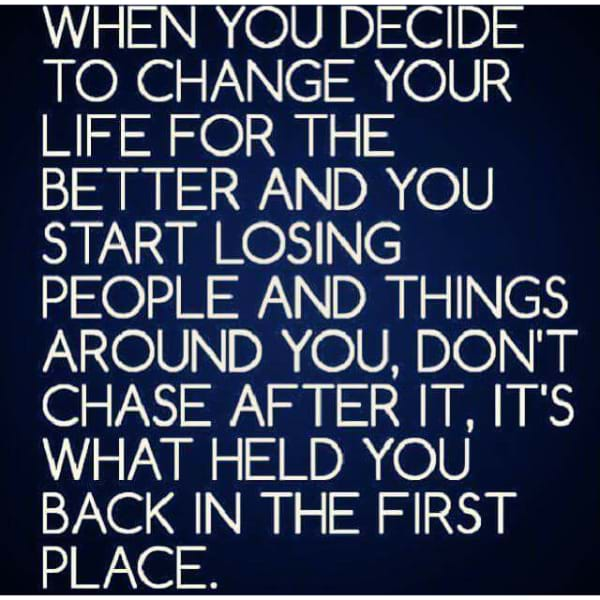 WHEN YOU DECIDE
TO CHANGE YOUR
LIFE FOR THE
BETTER AND YOU
START LOSING
PEOPLE AND THINGS
AROUND YOU, DON'T
CHASE AFTER IT, IT'S
WHAT HELD YOU
BACK IN THE FIRST
PLACE.